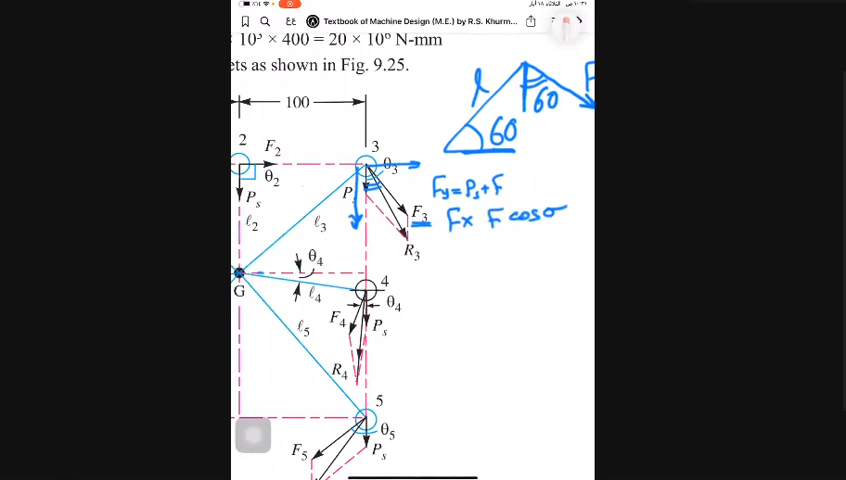 Textbook of Machine Design (M.E.) by R.S. Khurm...
10³ × 400 = 20 × 10⁶ N-mm
ets as shown in Fig. 9.25.
100
2
F₂
θ₂
Pₛ
ℓ₂
3
θ₃
P
ℓ₃
F₃
R₃
G
θ₄
ℓ₄
4
θ₄
F₄
Pₛ
R₄
ℓ₅
5
θ₅
F₅
Pₛ
l
60
60
F
Fy = Ps + F
Fx F cosσ